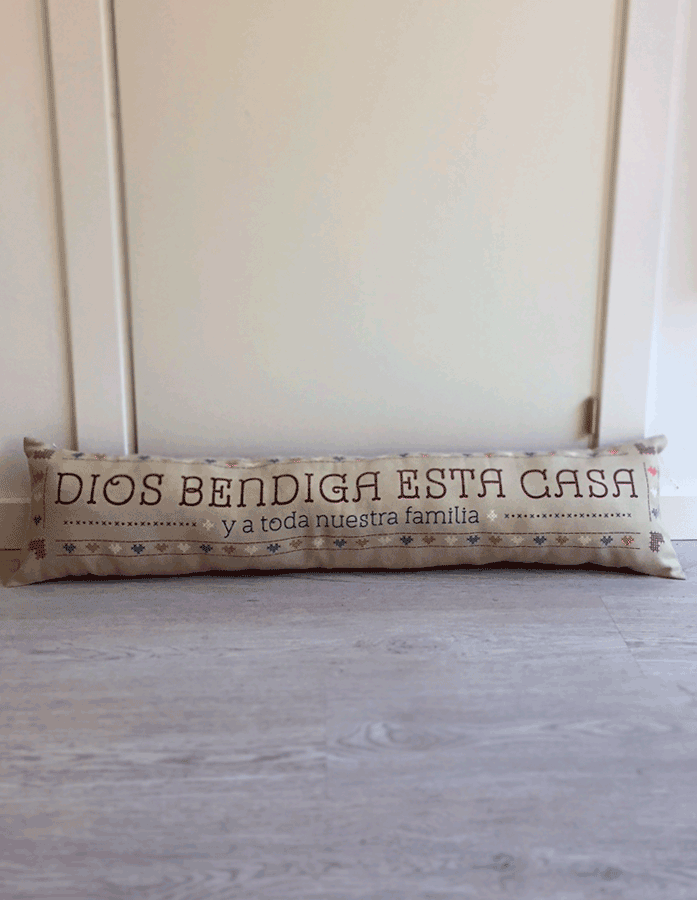 DIOS BENDIGA ESTA CASA
y a toda nuestra familia